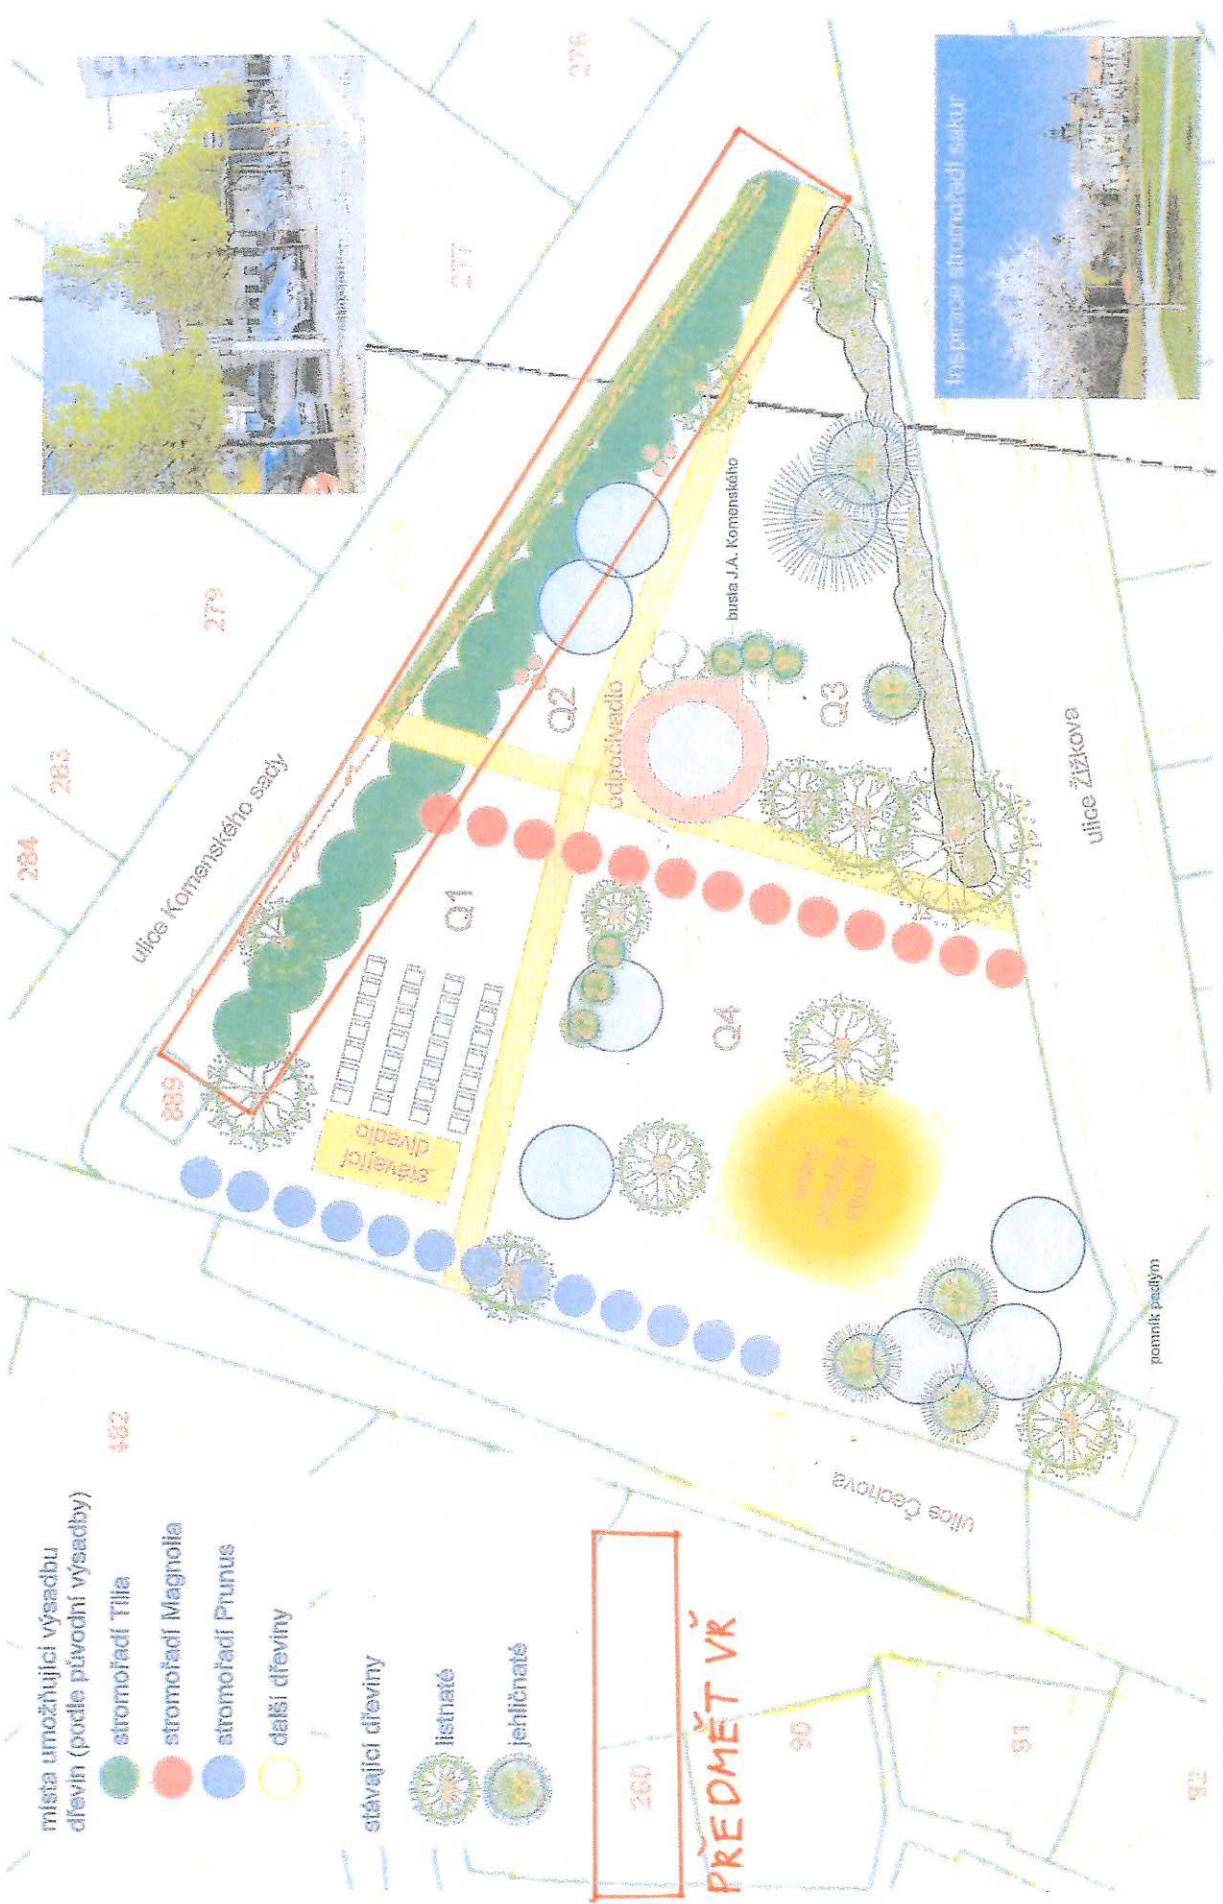 místa umožňující výsadbu
dřevin (podle původní výsadby)
stromořadí Tilia
stromořadí Magnolia
stromořadí Prunus
další dřeviny
stávající dřeviny
listnaté
jehličnaté
260
PŘEDMĚT VŘ
482
889
284
283
279
277
276
90
91
92
ulice Komenského sady
ulice Čechova
ulice Žižkova
stávající
divadlo
Q1
Q2
Q3
Q4
odpočívadlo
busta J.A. Komenského
pomník padlým
Inspirace stromořadí sakur